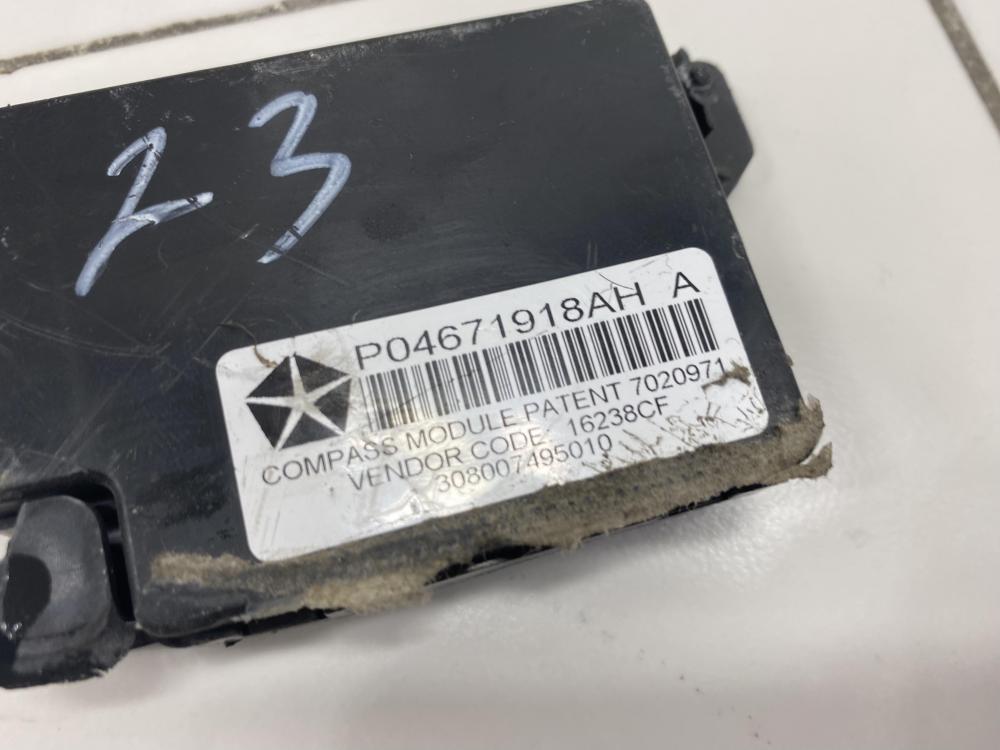 23
P04671918AH A
COMPASS MODULE PATENT 7020971
VENDOR CODE 16238CF
308007495010